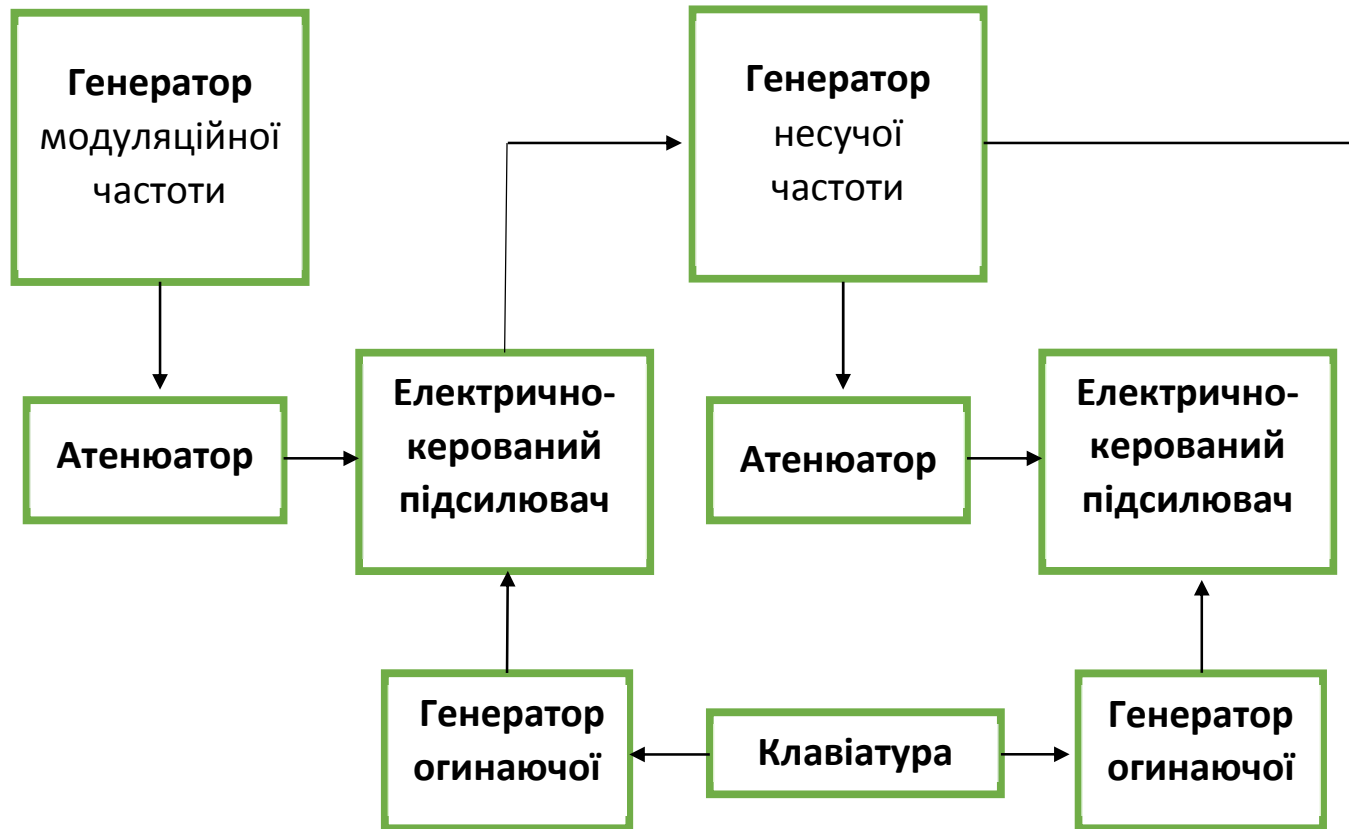 Генератор
модуляційної
частоти
Генератор
несучої
частоти
Атенюатор
Електрично-
керований
підсилювач
Атенюатор
Електрично-
керований
підсилювач
Генератор
огинаючої
Клавіатура
Генератор
огинаючої